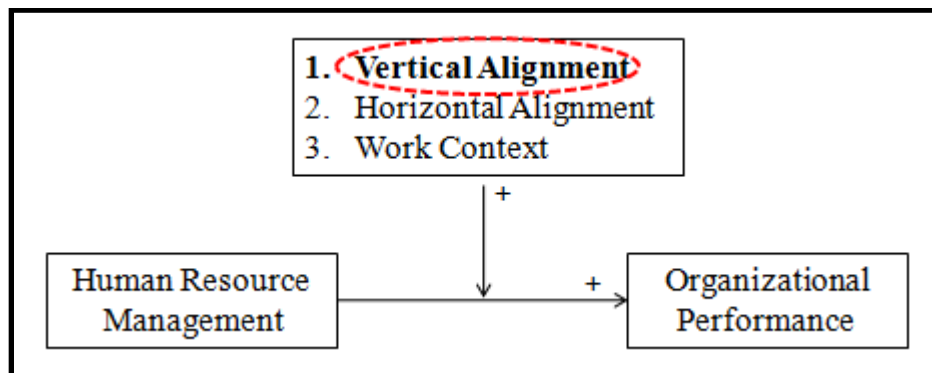 1. Vertical Alignment
2. Horizontal Alignment
3. Work Context
+
Human Resource
Management
+
Organizational
Performance